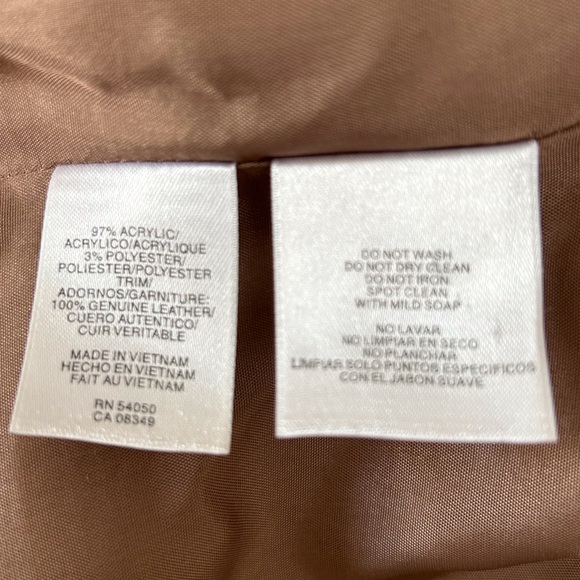 97% ACRYLIC/
ACRYLICO/ACRYLIQUE
3% POLYESTER/
POLIESTER/POLYESTER
TRIM/
ADORNOS/GARNITURE:
100% GENUINE LEATHER/
CUERO AUTENTICO/
CUIR VERITABLE
MADE IN VIETNAM
HECHO EN VIETNAM
FAIT AU VIETNAM
RN 54050
CA 08349
DO NOT WASH
DO NOT DRY CLEAN
DO NOT IRON
SPOT CLEAN
WITH MILD SOAP
NO LAVAR
NO LIMPIAR EN SECO
NO PLANCHAR
LIMPIAR SOLO PUNTOS ESPECIFICOS
CON EL JABON SUAVE